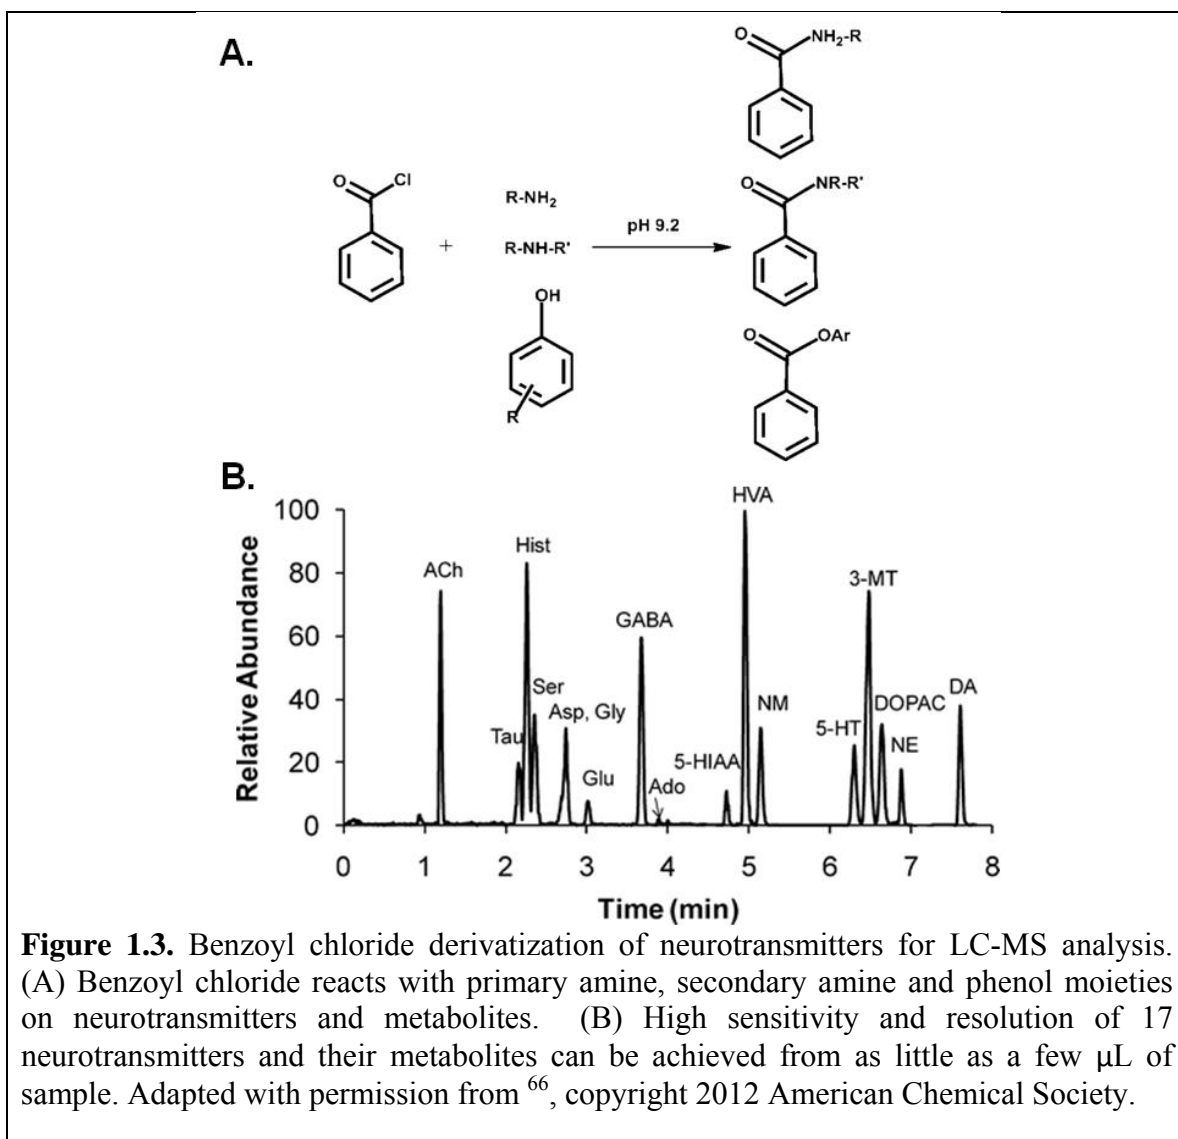 A.
O
NH₂-R
O
Cl
R-NH₂
+
R-NH-R'
pH 9.2
O
NR-R'
OH
R
O
OAr
B.
Relative Abundance
100
80
60
40
20
0
ACh
Tau
Hist
Ser
Asp, Gly
Glu
GABA
Ado
5-HIAA
HVA
NM
5-HT
3-MT
DOPAC
NE
DA
0 1 2 3 4 5 6 7 8
Time (min)
Figure 1.3. Benzoyl chloride derivatization of neurotransmitters for LC-MS analysis.
(A) Benzoyl chloride reacts with primary amine, secondary amine and phenol moieties
on neurotransmitters and metabolites. (B) High sensitivity and resolution of 17
neurotransmitters and their metabolites can be achieved from as little as a few μL of
sample. Adapted with permission from ⁶⁶, copyright 2012 American Chemical Society.